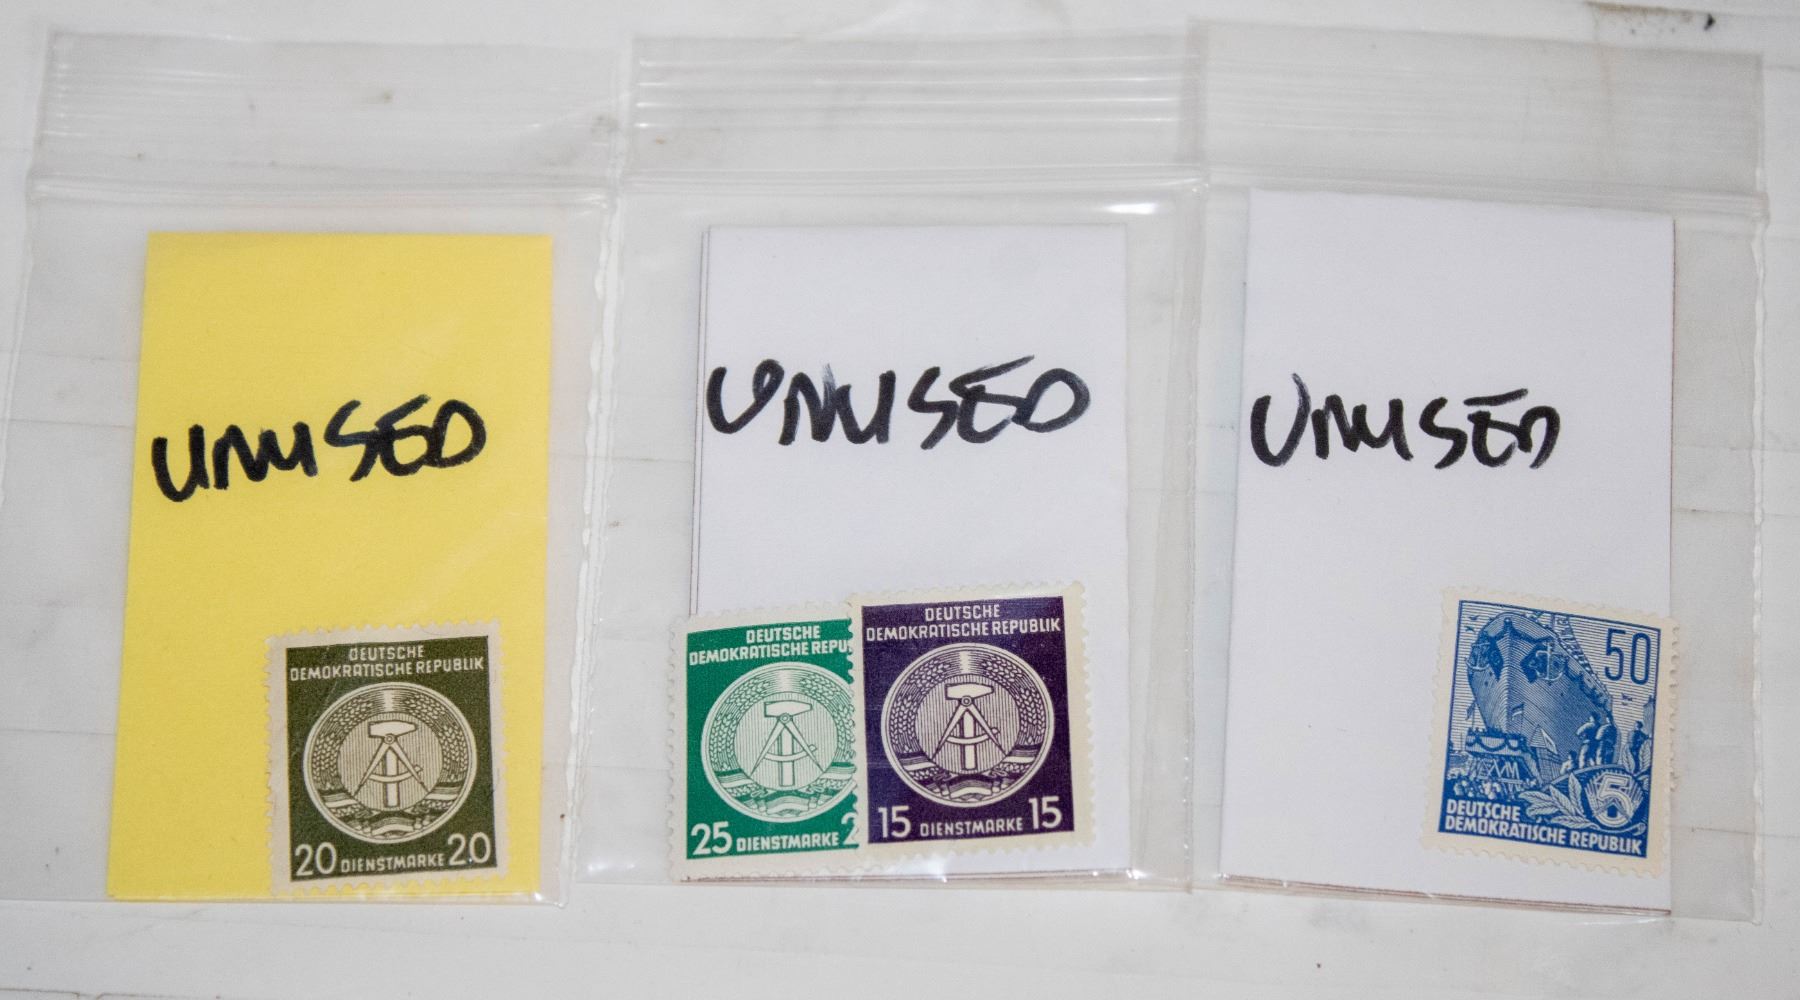 UNUSED
DEUTSCHE
DEMOKRATISCHE REPUBLIK
20 DIENSTMARKE 20
UNUSED
DEUTSCHE
DEMOKRATISCHE REPU
25 DIENSTMARKE 2
DEUTSCHE
DEMOKRATISCHE REPUBLIK
15 DIENSTMARKE 15
UNUSED
50
5
DEUTSCHE
DEMOKRATISCHE REPUBLIK